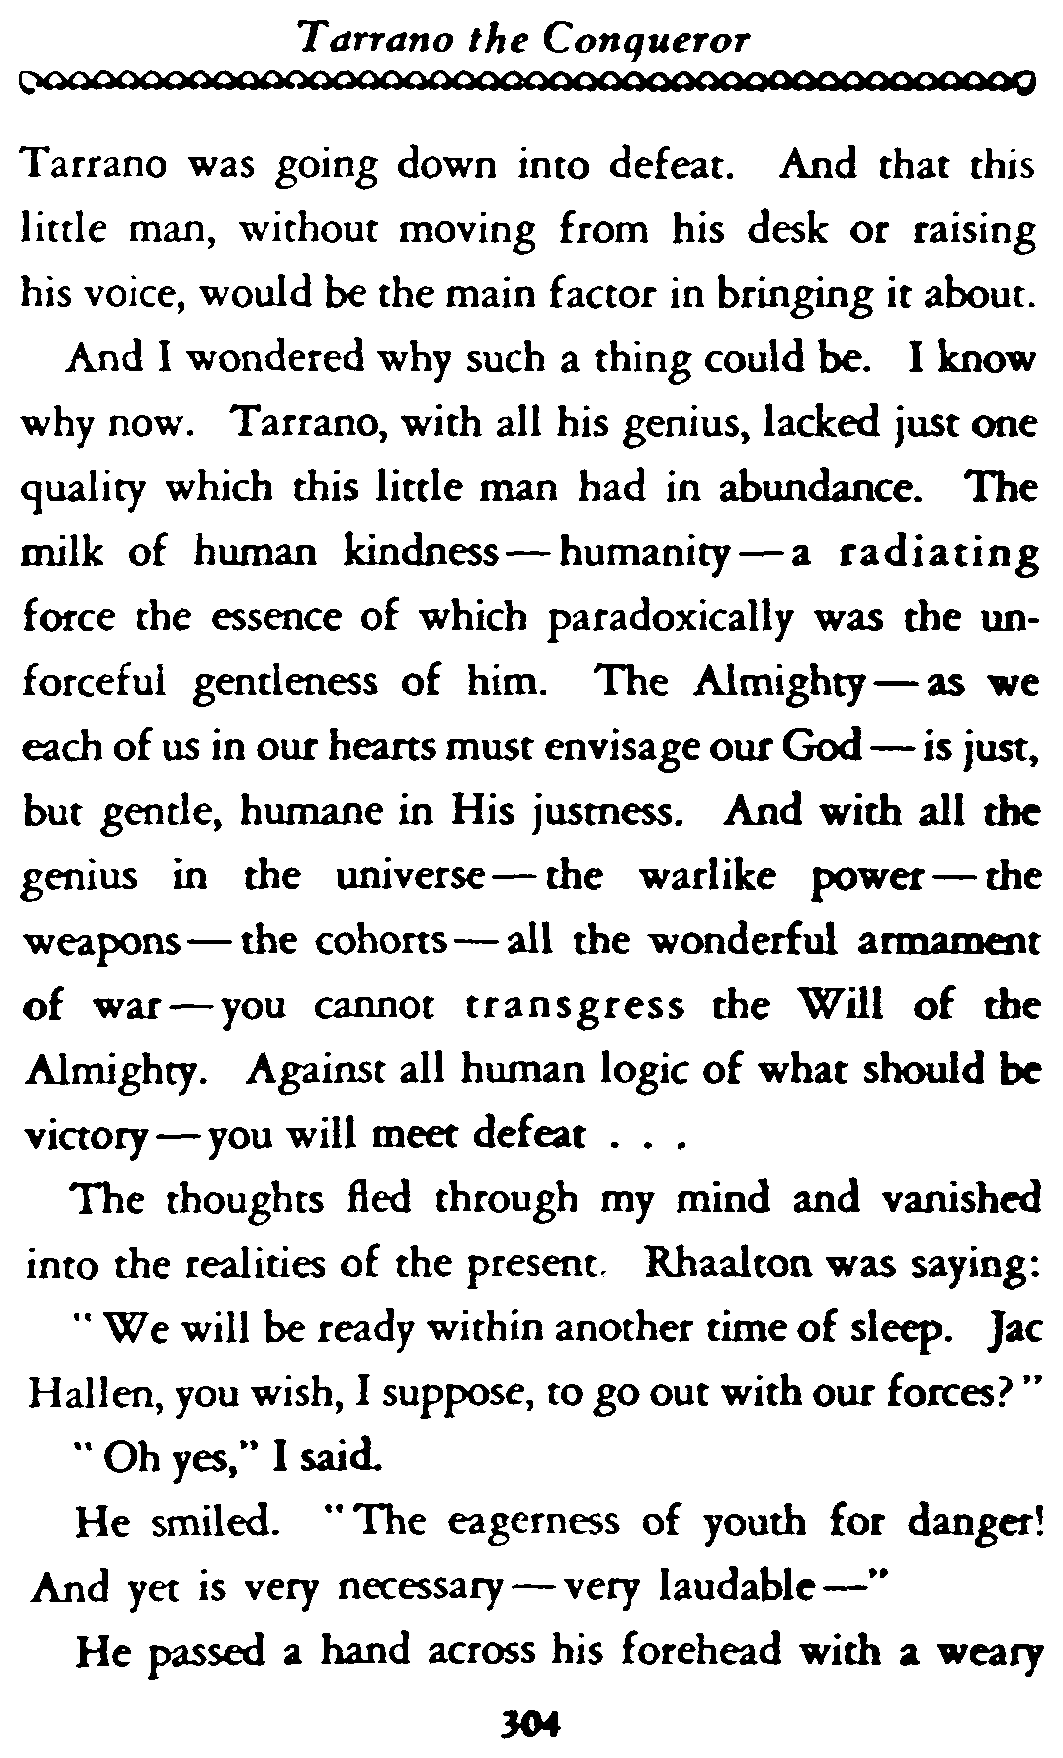 Tarrano the Conqueror
Tarrano was going down into defeat. And that this
little man, without moving from his desk or raising
his voice, would be the main factor in bringing it about.
And I wondered why such a thing could be. I know
why now. Tarrano, with all his genius, lacked just one
quality which this little man had in abundance. The
milk of human kindness—humanity—a radiating
force the essence of which paradoxically was the un-
forceful gentleness of him. The Almighty—as we
each of us in our hearts must envisage our God—is just,
but gentle, humane in His justness. And with all the
genius in the universe—the warlike power—the
weapons—the cohorts—all the wonderful armament
of war—you cannot transgress the Will of the
Almighty. Against all human logic of what should be
victory—you will meet defeat . . .
The thoughts fled through my mind and vanished
into the realities of the present. Rhaalton was saying:
"We will be ready within another time of sleep. Jac
Hallen, you wish, I suppose, to go out with our forces?"
"Oh yes," I said.
He smiled. "The eagerness of youth for danger!
And yet is very necessary—very laudable—"
He passed a hand across his forehead with a weary
304